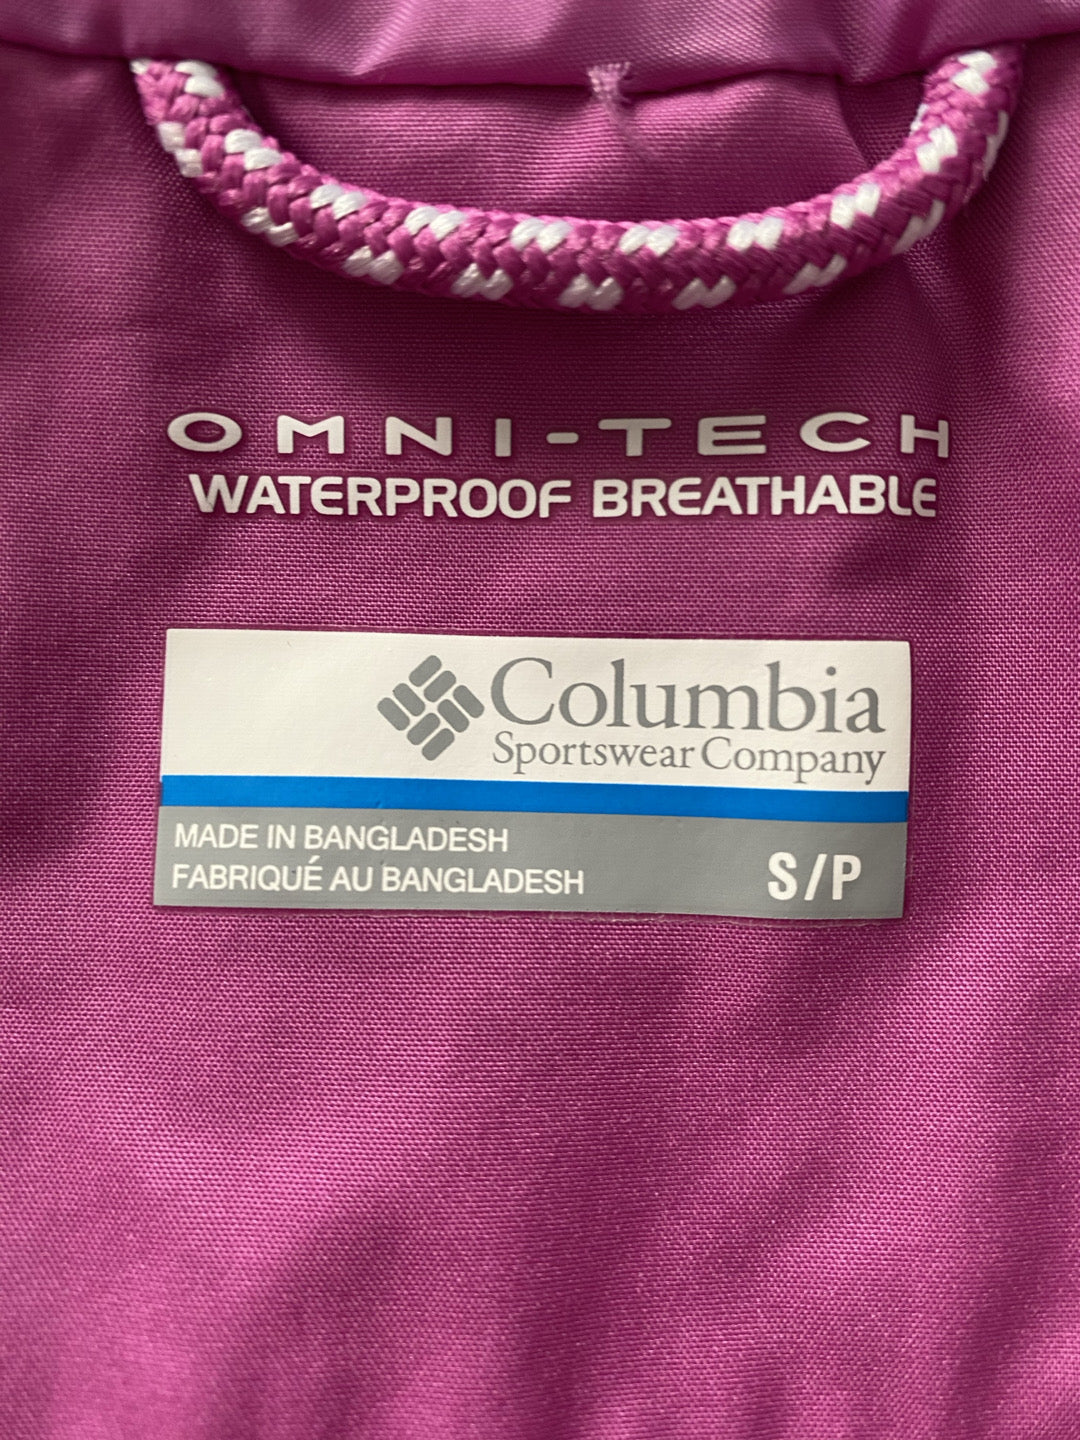 OMNI-TECH
WATERPROOF BREATHABLE
Columbia
Sportswear Company
MADE IN BANGLADESH
FABRIQUÉ AU BANGLADESH
S/P